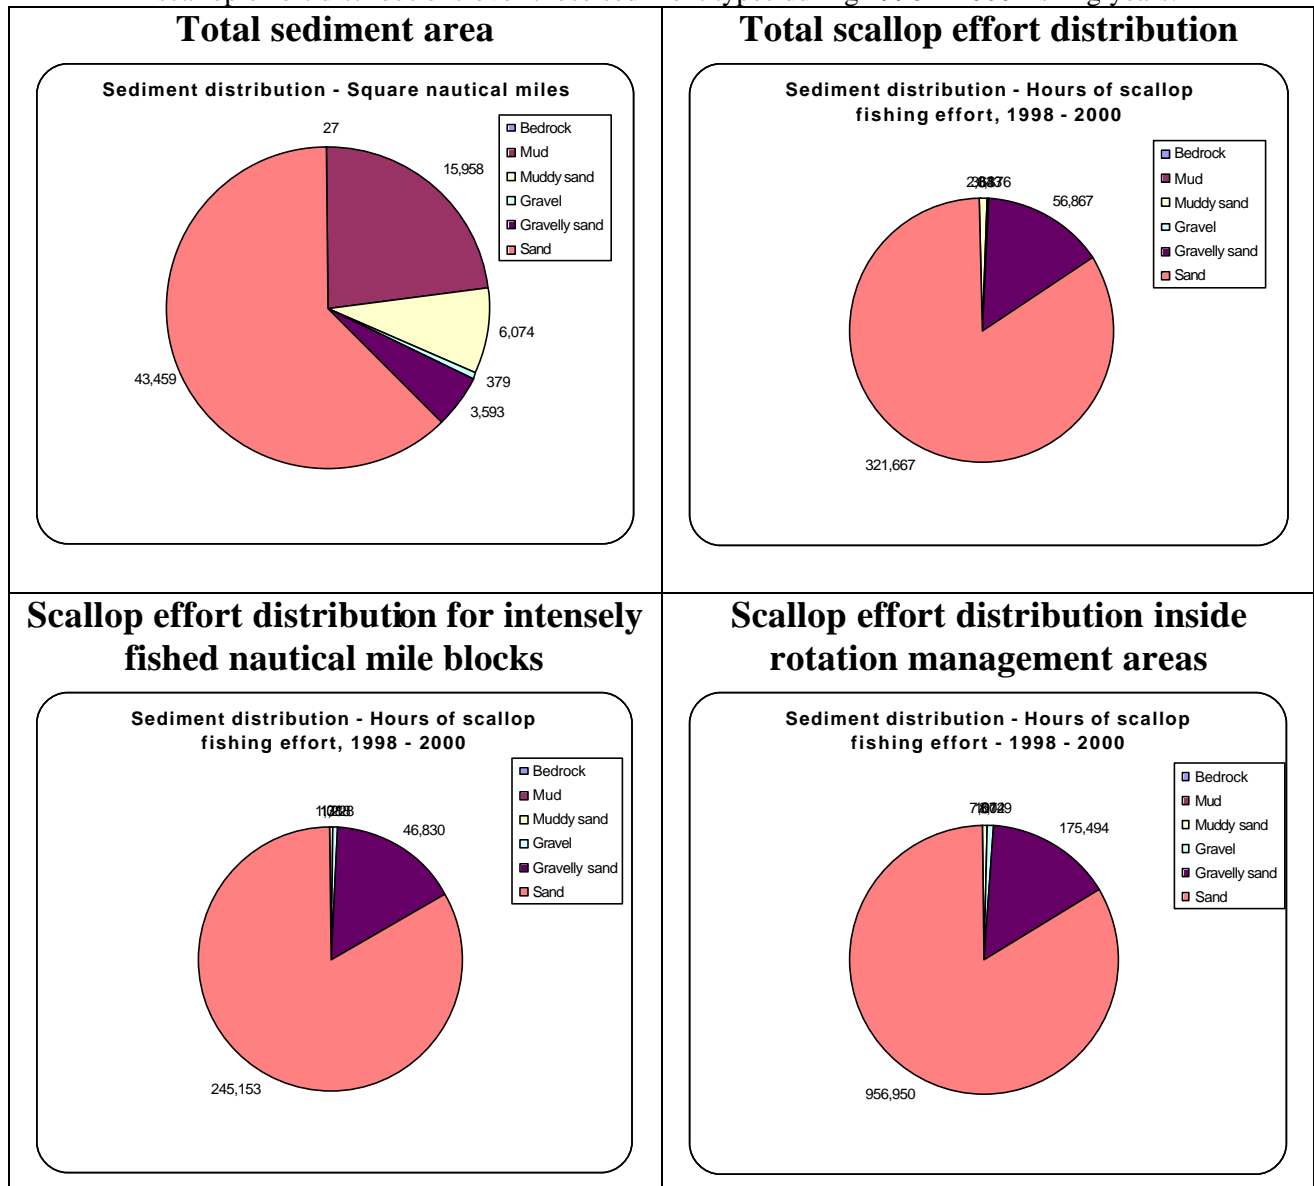 Total sediment area
Sediment distribution - Square nautical miles
27
15,958
6,074
379
3,593
43,459
Bedrock
Mud
Muddy sand
Gravel
Gravelly sand
Sand
Total scallop effort distribution
Sediment distribution - Hours of scallop
fishing effort, 1998 - 2000
56,867
321,667
Bedrock
Mud
Muddy sand
Gravel
Gravelly sand
Sand
Scallop effort distribution for intensely
fished nautical mile blocks
Sediment distribution - Hours of scallop
fishing effort, 1998 - 2000
46,830
245,153
Bedrock
Mud
Muddy sand
Gravel
Gravelly sand
Sand
Scallop effort distribution inside
rotation management areas
Sediment distribution - Hours of scallop
fishing effort - 1998 - 2000
175,494
956,950
Bedrock
Mud
Muddy sand
Gravel
Gravelly sand
Sand